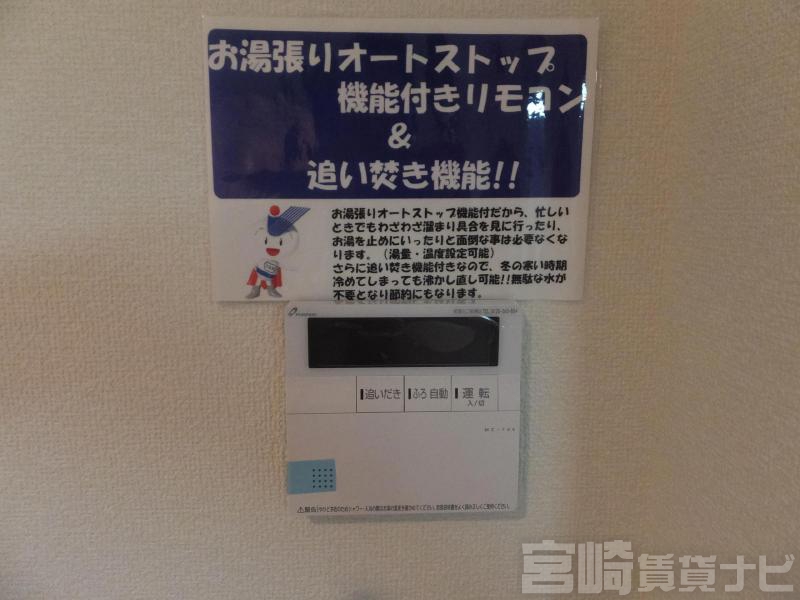 お湯張りオートストップ
機能付きリモコン
&
追い焚き機能!!
お湯張りオートストップ機能付だから、忙しい
ときでもわざわざ溜まり具合を見に行ったり、
お湯を止めにいったりと面倒な事は必要なくな
ります。（湯量・温度設定可能）
さらに追い焚き機能付きなので、冬の寒い時期
冷めてしまっても沸かし直し可能!!無駄な水が
不要となり節約にもなります。
追いだき ふろ自動 運転
入/切
宮崎賃貸ナビ